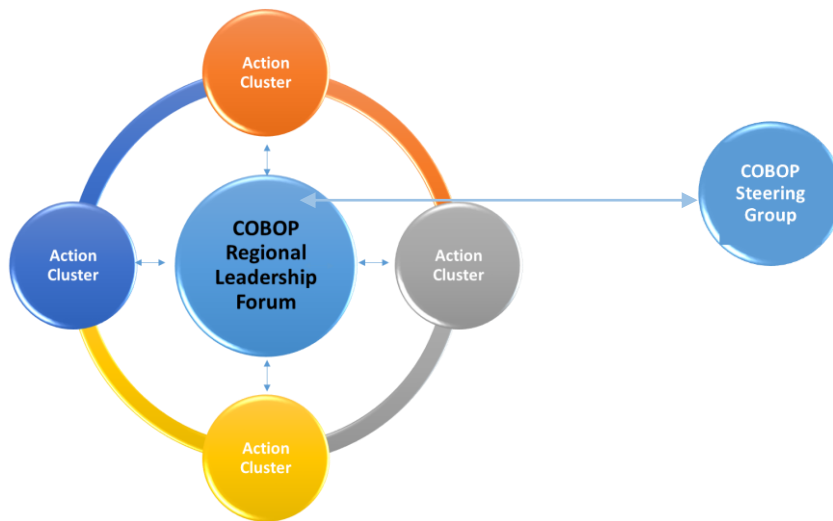 Action
Cluster
COBOP
Steering
Group
Action
Cluster
COBOP
Regional
Leadership
Forum
Action
Cluster
Action
Cluster